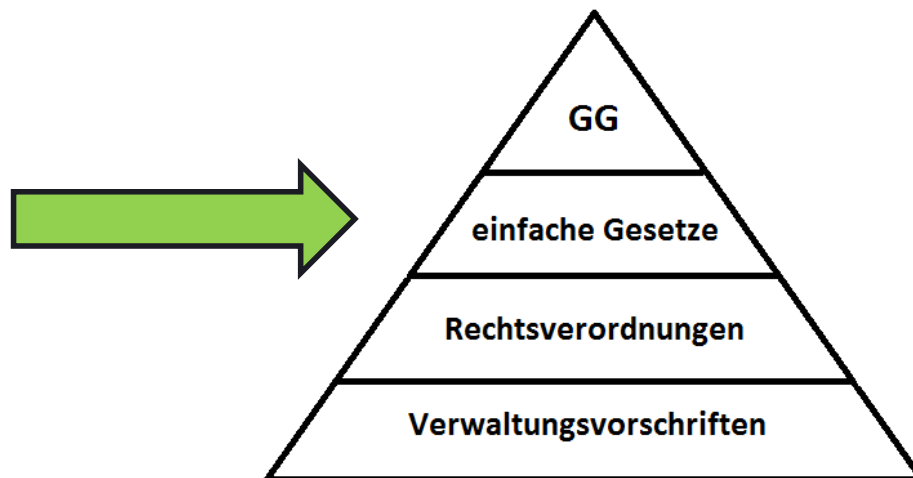 GG
einfache Gesetze
Rechtsverordnungen
Verwaltungsvorschriften